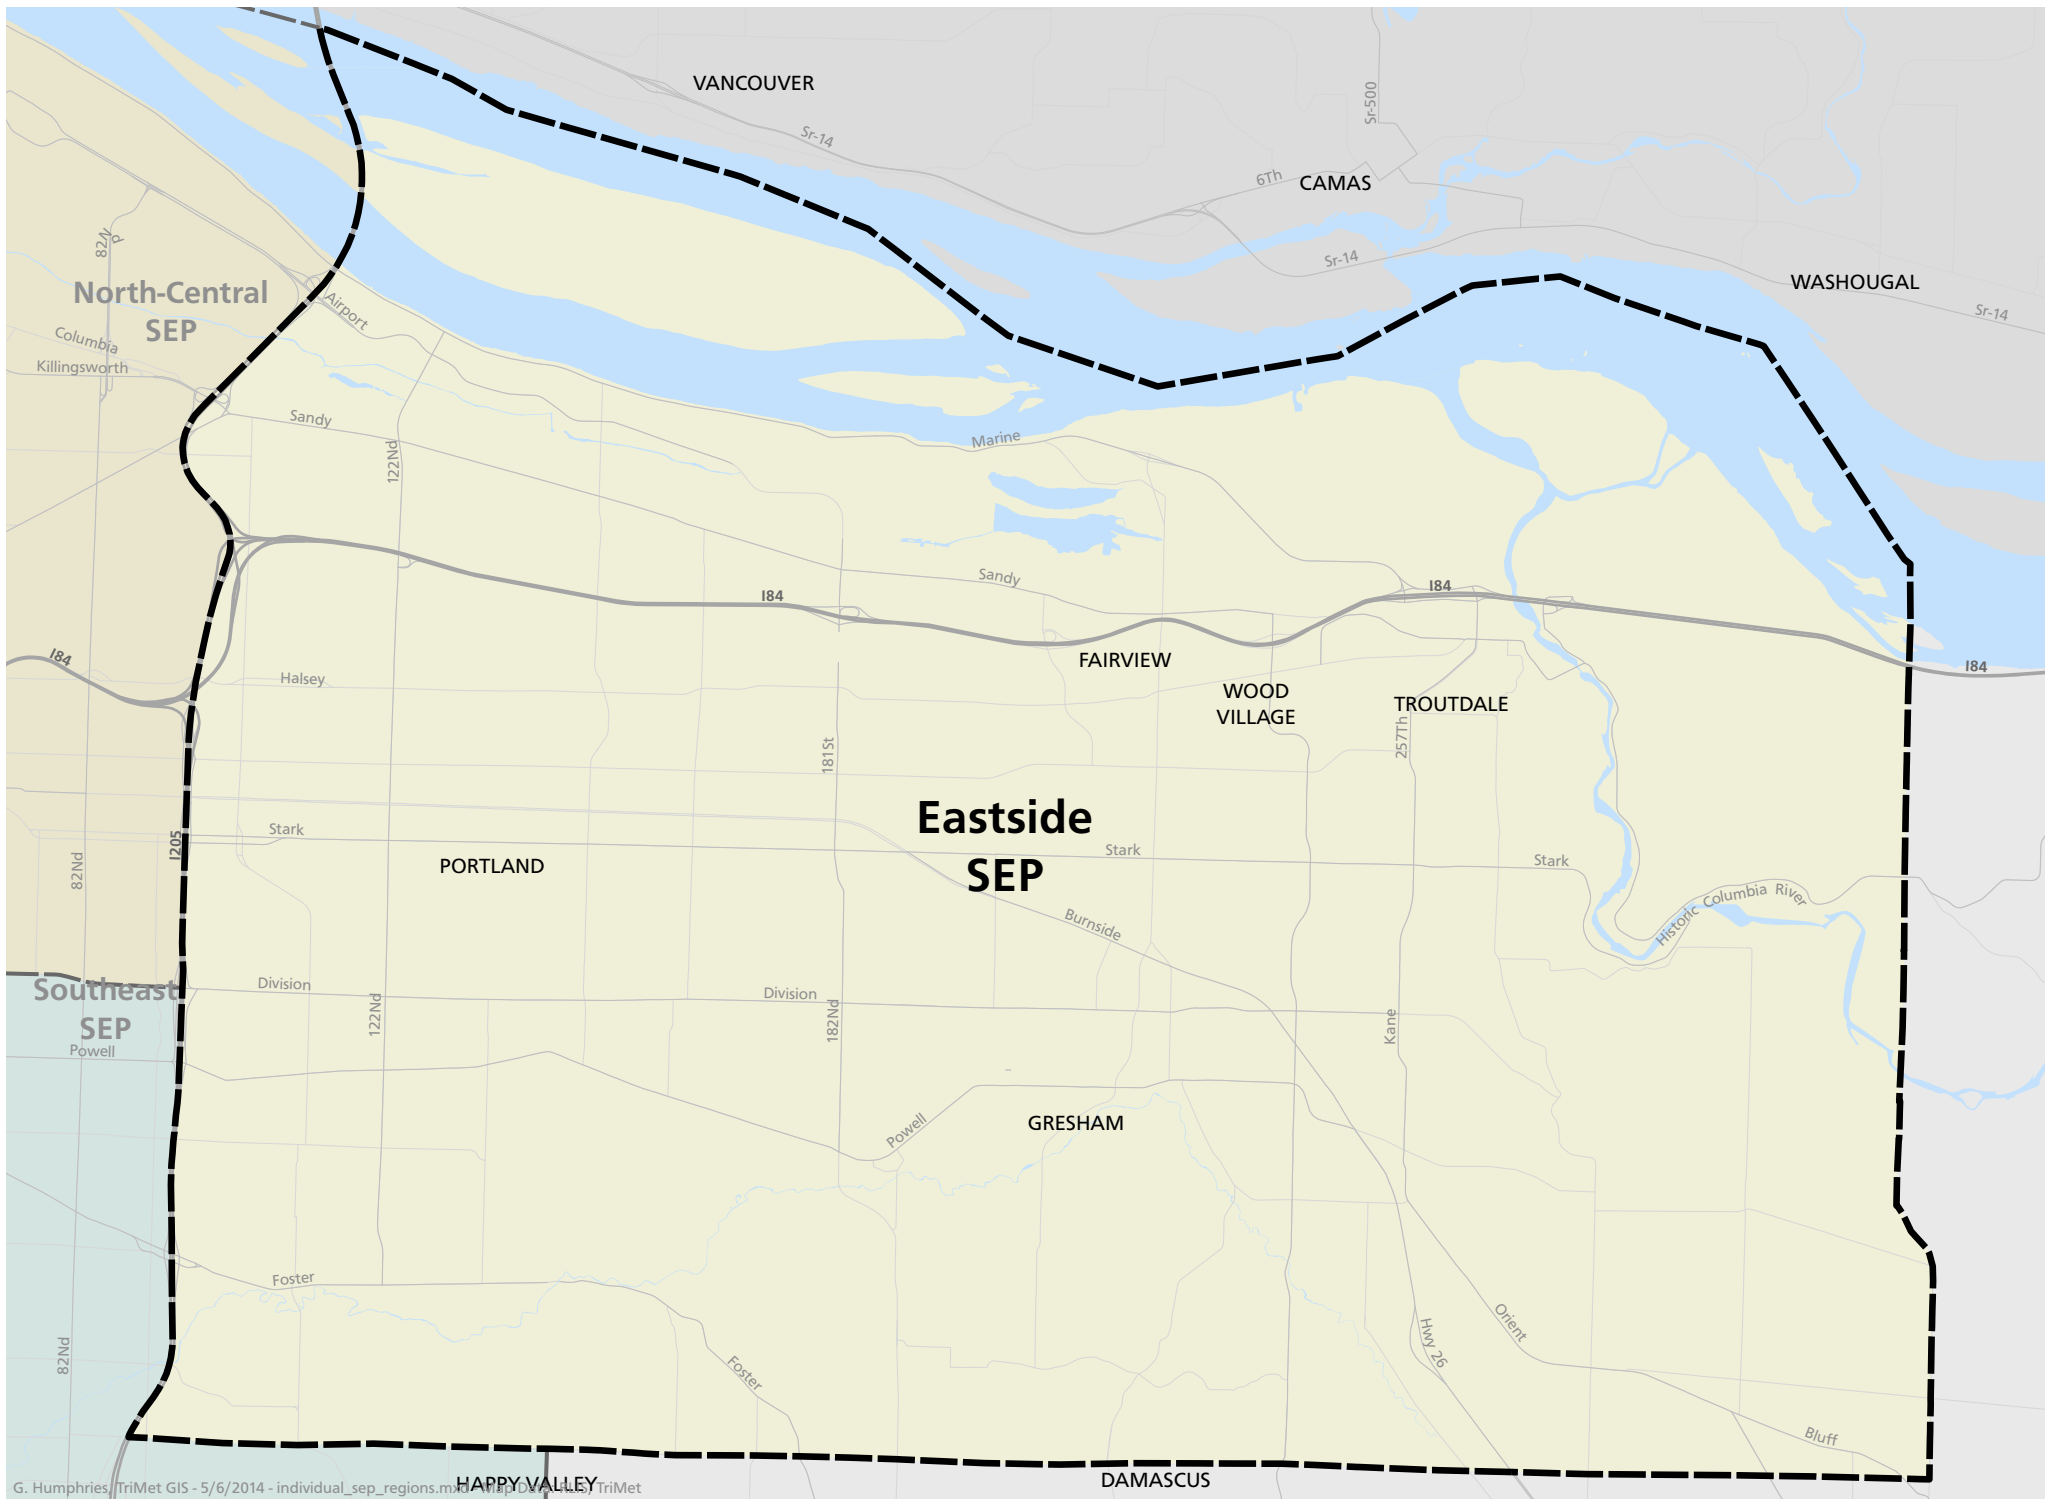 VANCOUVER
Sr-14
Sr-500
6Th
CAMAS
Sr-14
WASHOUGAL
Sr-14
82Nd
North-Central
SEP
Airport
Columbia
Killingsworth
Sandy
122Nd
Marine
Sandy
I84
I84
I84
I84
FAIRVIEW
Halsey
WOOD
VILLAGE
TROUTDALE
181St
257Th
Eastside
SEP
I205
Stark
Stark
Stark
82Nd
PORTLAND
Burnside
Historic Columbia River
Southeast
SEP
Division
Division
122Nd
182Nd
Kane
Powell
Powell
GRESHAM
Foster
82Nd
Foster
Hwy 26
Orient
Bluff
HAPPY VALLEY
DAMASCUS
G. Humphries, TriMet GIS - 5/6/2014 - individual_sep_regions.mxd - Map Data: RLIS, TriMet